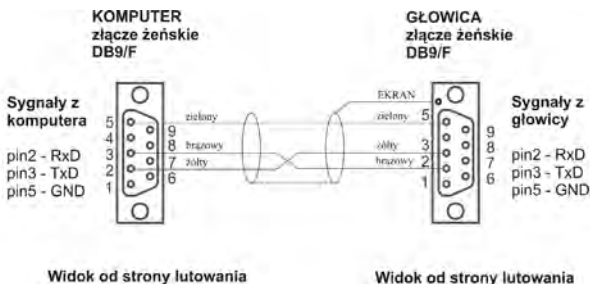 KOMPUTER
złącze żeńskie
DB9/F
Sygnały z
komputera
pin2 - RxD
pin3 - TxD
pin5 - GND
5
4
3
2
1
9
8
7
6
zielony
brązowy
żółty
GŁOWICA
złącze żeńskie
DB9/F
EKRAN
zielony
żółty
brązowy
5
3
2
1
9
8
7
6
Sygnały z
głowicy
pin2 - RxD
pin3 - TxD
pin5 - GND
Widok od strony lutowania
Widok od strony lutowania